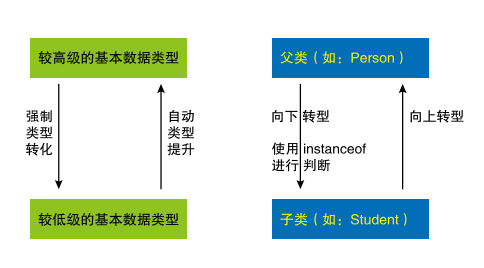 较高级的基本数据类型
强制
类型
转化
自动
类型
提升
较低级的基本数据类型
父类（如：Person）
向下 转型
使用 instanceof
进行 判断
向上转型
子类（如：Student）